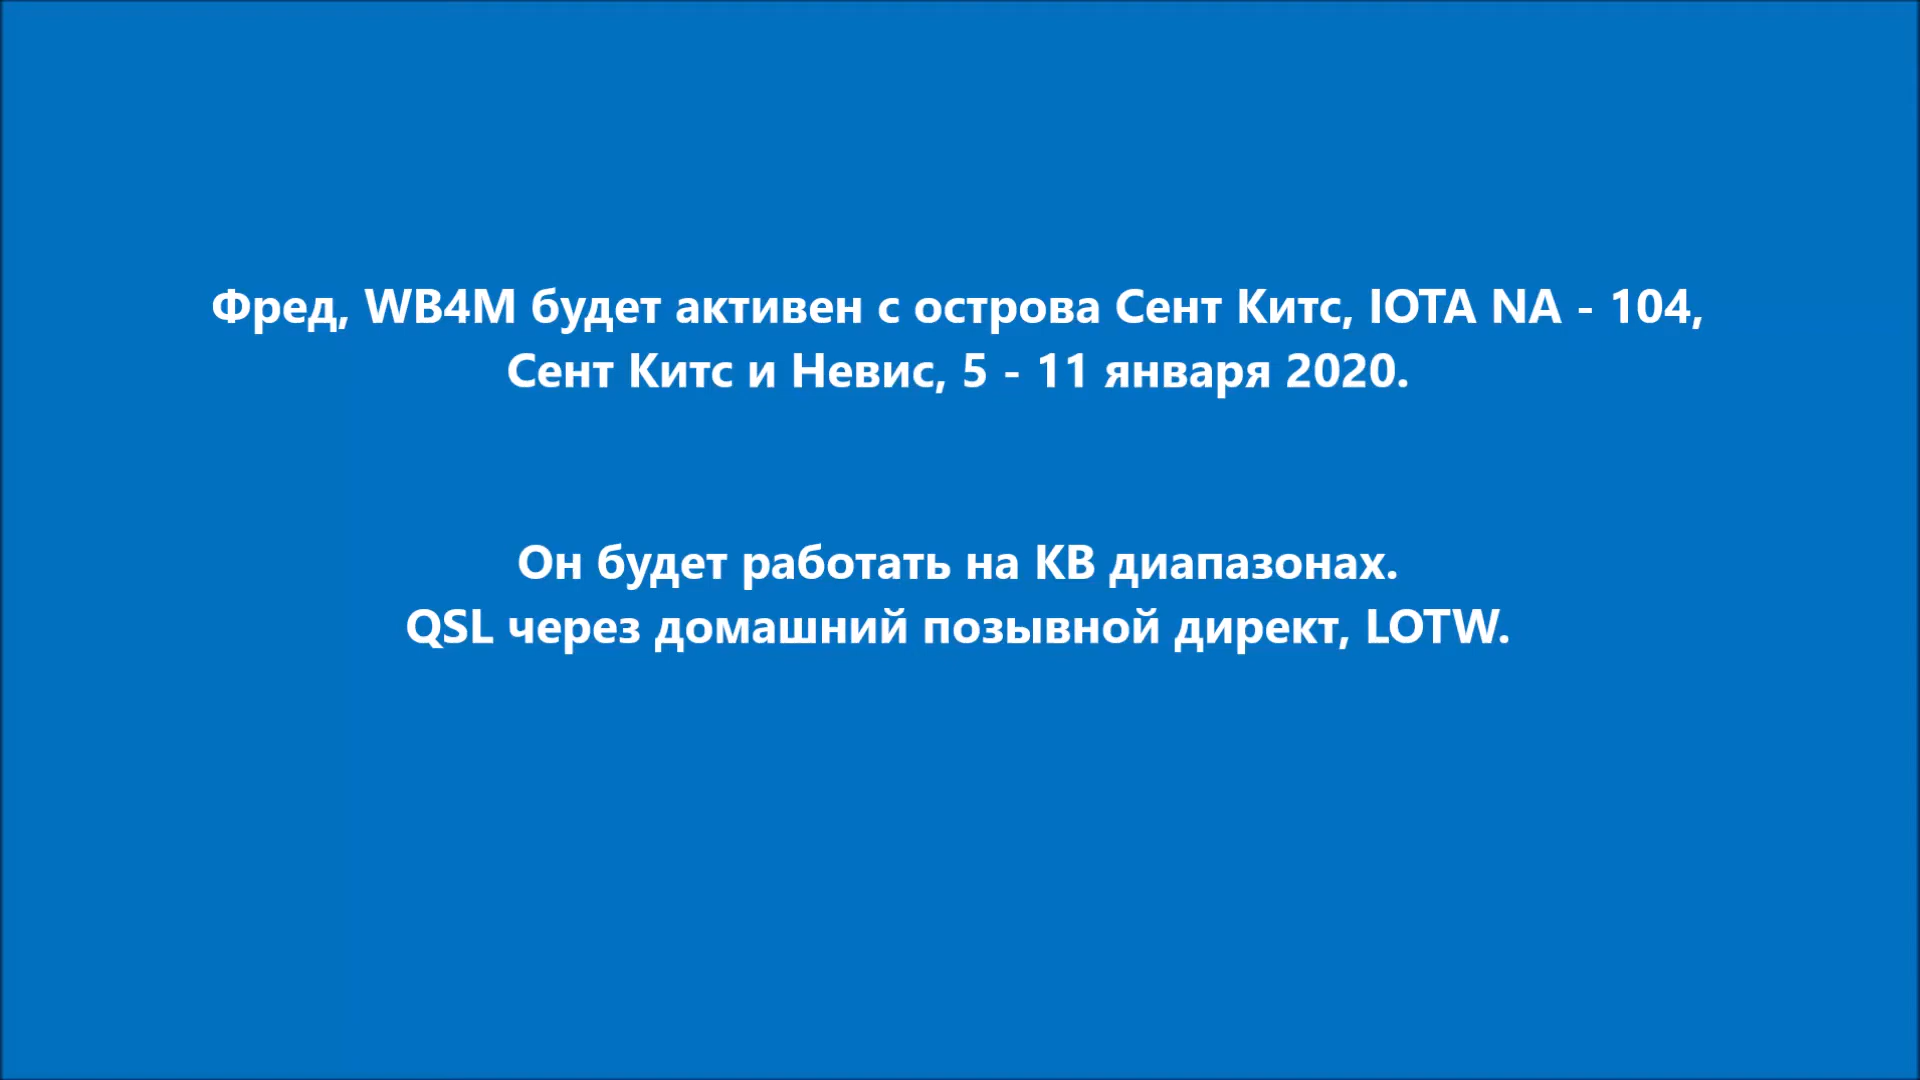 Фред, WB4M будет активен с острова Сент Китс, IOTA NA - 104,
Сент Китс и Невис, 5 - 11 января 2020.
Он будет работать на КВ диапазонах.
QSL через домашний позывной директ, LOTW.